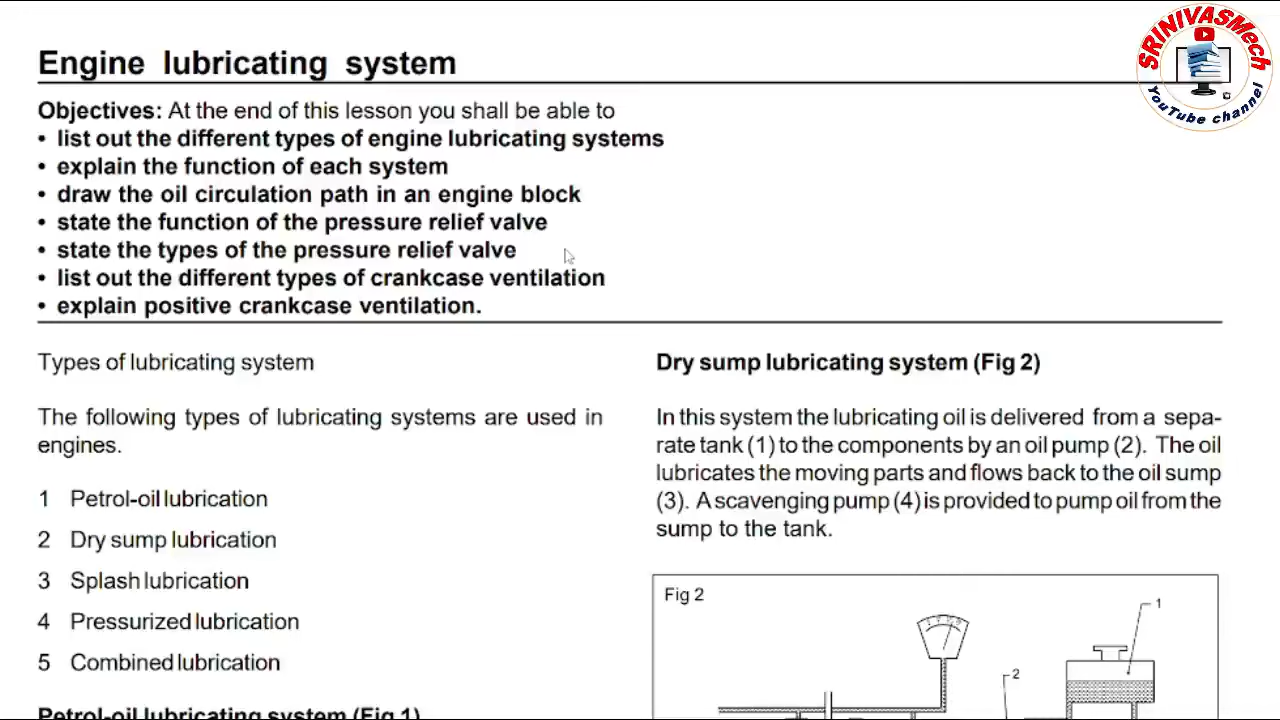 SRINIVASMech
YouTube channel
Engine lubricating system
Objectives: At the end of this lesson you shall be able to
• list out the different types of engine lubricating systems
• explain the function of each system
• draw the oil circulation path in an engine block
• state the function of the pressure relief valve
• state the types of the pressure relief valve
• list out the different types of crankcase ventilation
• explain positive crankcase ventilation.
Types of lubricating system
The following types of lubricating systems are used in
engines.
1 Petrol-oil lubrication
2 Dry sump lubrication
3 Splash lubrication
4 Pressurized lubrication
5 Combined lubrication
Petrol-oil lubricating system (Fig 1)
Dry sump lubricating system (Fig 2)
In this system the lubricating oil is delivered from a sepa-
rate tank (1) to the components by an oil pump (2). The oil
lubricates the moving parts and flows back to the oil sump
(3). A scavenging pump (4) is provided to pump oil from the
sump to the tank.
Fig 2
1
2